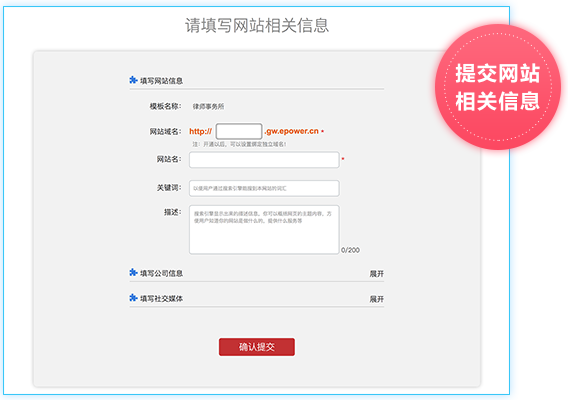 请填写网站相关信息
提交网站
相关信息
填写网站信息
模板名称： 律师事务所
网站域名： http:// .gw.epower.cn *
注：开通以后，可以设置绑定独立域名！
网站名： *
关键词： 以便用户通过搜索引擎能搜到本网站的词汇
描述： 搜索引擎显示出来的描述信息，你可以概括网页的主题内容，方
便用户知道你的网站是做什么的，提供什么服务等
0/200
填写公司信息 展开
填写社交媒体 展开
确认提交